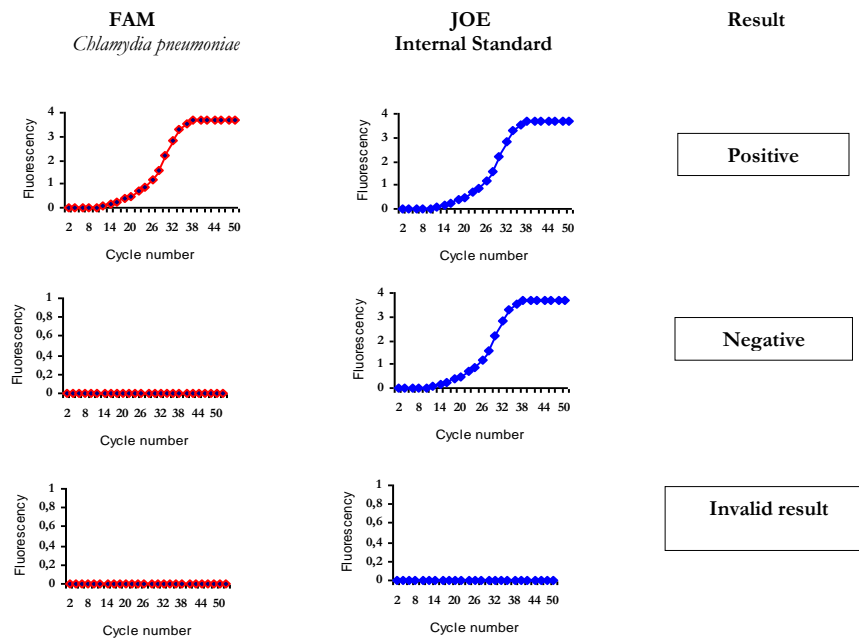 FAM
Chlamydia pneumoniae
JOE
Internal Standard
Result
Fluorescency
4
3
2
1
0
2 8 14 20 26 32 38 44 50
Cycle number
Fluorescency
4
3
2
1
0
2 8 14 20 26 32 38 44 50
Cycle number
Positive
Fluorescency
1
0,8
0,6
0,4
0,2
0
2 8 14 20 26 32 38 44 50
Cycle number
Fluorescency
4
3
2
1
0
2 8 14 20 26 32 38 44 50
Cycle number
Negative
Fluorescency
1
0,8
0,6
0,4
0,2
0
2 8 14 20 26 32 38 44 50
Cycle number
Fluorescency
1
0,8
0,6
0,4
0,2
0
2 8 14 20 26 32 38 44 50
Cycle number
Invalid result